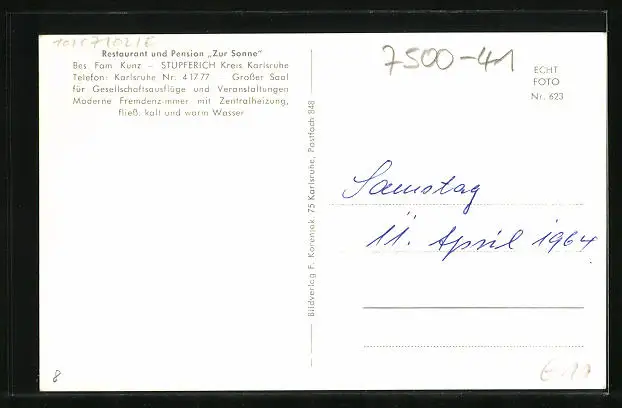 Restaurant und Pension „Zur Sonne"
Bes. Fam Kunz – STUPFERICH Kreis Karlsruhe
Telefon: Karlsruhe Nr. 41777 Großer Saal
für Gesellschaftsausflüge und Veranstaltungen
Moderne Fremdenzimmer mit Zentralheizung,
fließ. kalt und warm Wasser
Bildverlag F. Korensek. 75 Karlsruhe, Postfach 848
7500-41
ECHT
FOTO
Nr. 623
Samstag
11. April 1964
8